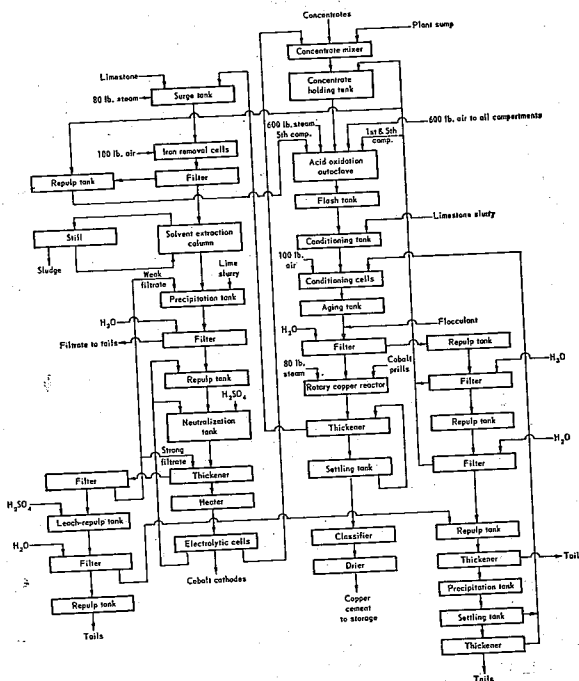 Concentrates
Plant sump
Concentrate mixer
Limestone
80 lb. steam
Surge tank
Concentrate
holding tank
600 lb. steam
5th comp.
1st & 5th
comp.
600 lb. air to all compartments
100 lb. air
Iron removal cells
Acid oxidation
autoclave
Repulp tank
Filter
Flash tank
Still
Solvent extraction
column
Limestone slurry
Conditioning tank
Sludge
Weak
filtrate
Lime
slurry
100 lb.
air
Conditioning cells
Precipitation tank
Aging tank
H2O
Flocculant
H2O
Filtrate to tails
Filter
Filter
Repulp tank
80 lb.
steam
Cobalt
prills
H2O
Repulp tank
Rotary copper reactor
Filter
H2SO4
Neutralization
tank
Thickener
Repulp tank
H2O
Strong
filtrate
Filter
Thickener
Settling tank
Filter
H2SO4
Heater
Leach-repulp tank
Repulp tank
H2O
Electrolytic cells
Classifier
Filter
Drier
Thickener
Tails
Cobalt cathodes
Repulp tank
Copper
cement
to storage
Precipitation tank
Tails
Settling tank
Thickener
Tails